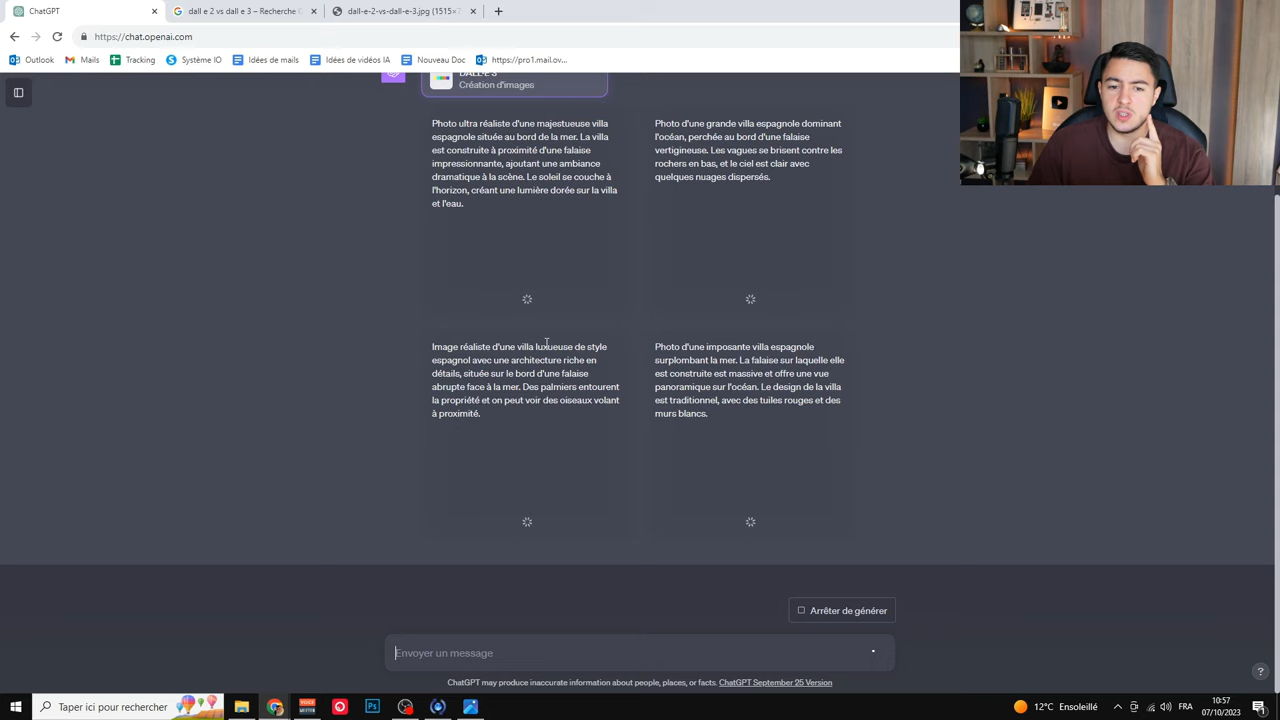 ChatGPT
dall e 2 vs dall e 3 – Recherche
dall-e-2-vs-dall-e-3.jpg (1515×
https://chat.openai.com
Outlook
Mails
Tracking
Système IO
Idées de mails
Idées de vidéos IA
Nouveau Doc
https://pro1.mail.ov...
DALL·E 3
Création d'images
Photo ultra réaliste d'une majestueuse villa
espagnole située au bord de la mer. La villa
est construite à proximité d'une falaise
impressionnante, ajoutant une ambiance
dramatique à la scène. Le soleil se couche à
l'horizon, créant une lumière dorée sur la villa
et l'eau.
Photo d'une grande villa espagnole dominant
l'océan, perchée au bord d'une falaise
vertigineuse. Les vagues se brisent contre les
rochers en bas, et le ciel est clair avec
quelques nuages dispersés.
Image réaliste d'une villa luxueuse de style
espagnol avec une architecture riche en
détails, située sur le bord d'une falaise
abrupte face à la mer. Des palmiers entourent
la propriété et on peut voir des oiseaux volant
à proximité.
Photo d'une imposante villa espagnole
surplombant la mer. La falaise sur laquelle elle
est construite est massive et offre une vue
panoramique sur l'océan. Le design de la villa
est traditionnel, avec des tuiles rouges et des
murs blancs.
Arrêter de générer
Envoyer un message
ChatGPT may produce inaccurate information about people, places, or facts. ChatGPT September 25 Version
?
Taper ici pour rechercher
VOICE
MEETER
Ps
12°C Ensoleillé
FRA
10:57
07/10/2023
1